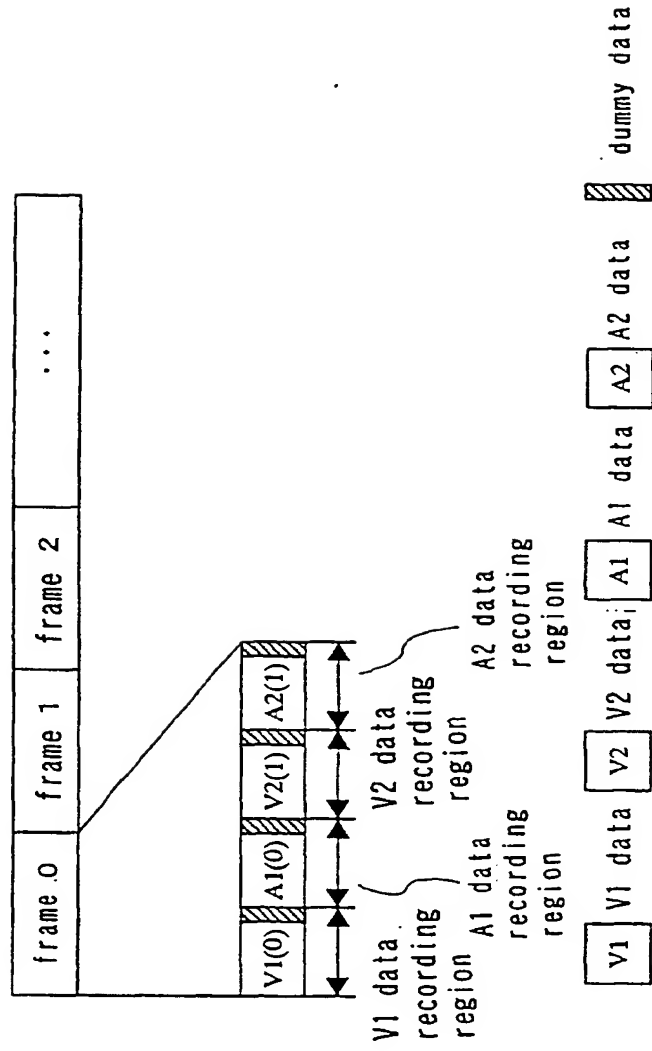 frame 0
frame 1
frame 2
...
V1(0)
A1(0)
V2(1)
A2(1)
V1 data
recording
region
A1 data
recording
region
V2 data
recording
region
A2 data
recording
region
V1 V1 data
V2 V2 data
A1 A1 data
A2 A2 data
dummy data